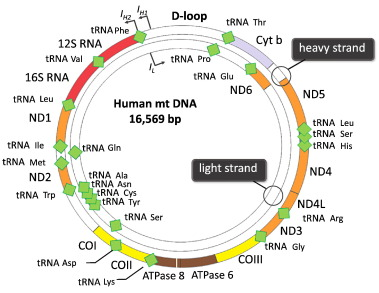 D-loop
I H2
I H1
I L
tRNA Phe
12S RNA
tRNA Val
16S RNA
tRNA Leu
ND1
tRNA Ile
tRNA Met
ND2
tRNA Trp
tRNA Gln
tRNA Ala
tRNA Asn
tRNA Cys
tRNA Tyr
tRNA Ser
COI
tRNA Asp
COII
tRNA Lys
ATPase 8
ATPase 6
COIII
tRNA Gly
ND3
tRNA Arg
ND4L
ND4
tRNA His
tRNA Ser
tRNA Leu
ND5
heavy strand
light strand
Cyt b
tRNA Thr
tRNA Pro
tRNA Glu
ND6
Human mt DNA
16,569 bp